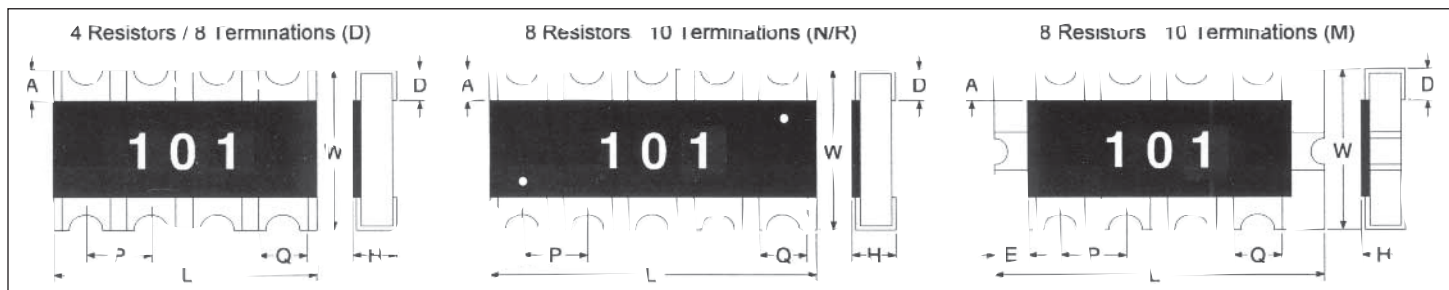 4 Resistors / 8 Terminations (D)
A
D
101
W
P
Q
H
L
8 Resistors 10 Terminations (N/R)
A
D
101
W
P
Q
H
L
8 Resistors 10 Terminations (M)
A
D
101
W
E
P
Q
H
L